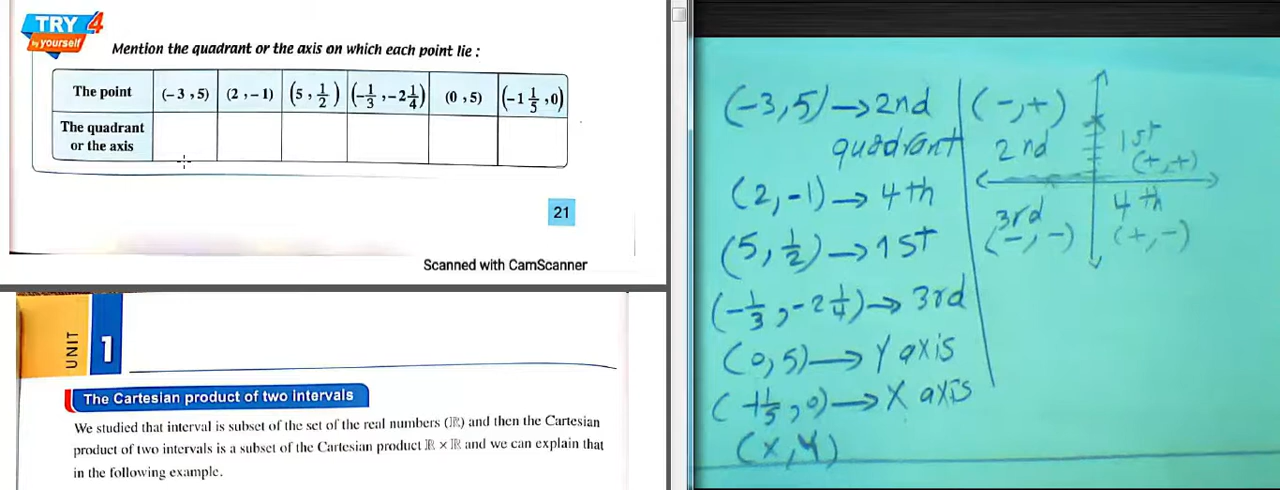 TRY 4
by yourself
Mention the quadrant or the axis on which each point lie :
The point (-3 ,5) (2 ,-1) (5 , 1/2) (-1/3 ,-2 1/4) (0 ,5) (-1 1/5 ,0)
The quadrant
or the axis
21
Scanned with CamScanner
UNIT 1
The Cartesian product of two intervals
We studied that interval is subset of the set of the real numbers (ℝ) and then the Cartesian
product of two intervals is a subset of the Cartesian product ℝ × ℝ and we can explain that
in the following example.
(-3,5)→2nd
quadrant
(2,-1)→4th
(5, 1/2)→1st
(-1/3 ,-2 1/4)→3rd
(0,5)→Y axis
(-1 1/5 ,0)→X axis
(x,y)
(-,+)
2nd
1st
(+,+)
3rd
(-,-)
4th
(+,-)